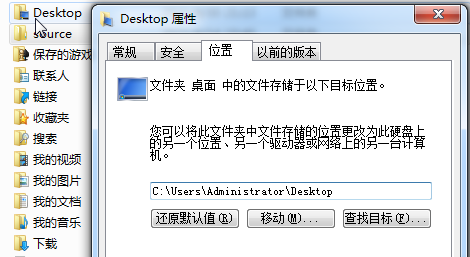 Desktop
source
保存的游戏
联系人
链接
收藏夹
搜索
我的视频
我的图片
我的文档
我的音乐
下载
Desktop 属性
常规
安全
位置
以前的版本
文件夹 桌面 中的文件存储于以下目标位置。
您可以将此文件夹中文件存储的位置更改为此硬盘上
的另一个位置、另一个驱动器或网络上的另一台计算
机。
C:\Users\Administrator\Desktop
还原默认值(R)
移动(M)...
查找目标(F)...